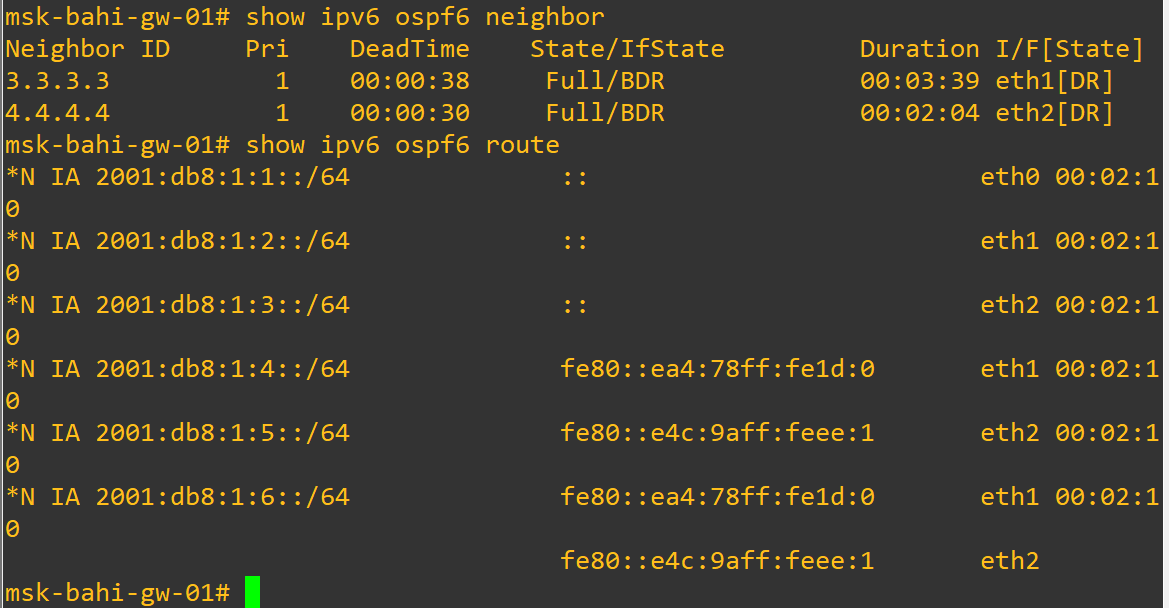 msk-bahi-gw-01# show ipv6 ospf6 neighbor
Neighbor ID     Pri    DeadTime    State/IfState         Duration I/F[State]
3.3.3.3           1    00:00:38     Full/BDR             00:03:39 eth1[DR]
4.4.4.4           1    00:00:30     Full/BDR             00:02:04 eth2[DR]
msk-bahi-gw-01# show ipv6 ospf6 route
*N IA 2001:db8:1:1::/64              ::                          eth0 00:02:1
0
*N IA 2001:db8:1:2::/64              ::                          eth1 00:02:1
0
*N IA 2001:db8:1:3::/64              ::                          eth2 00:02:1
0
*N IA 2001:db8:1:4::/64              fe80::ea4:78ff:fe1d:0       eth1 00:02:1
0
*N IA 2001:db8:1:5::/64              fe80::e4c:9aff:feee:1       eth2 00:02:1
0
*N IA 2001:db8:1:6::/64              fe80::ea4:78ff:fe1d:0       eth1 00:02:1
0
                                     fe80::e4c:9aff:feee:1       eth2
msk-bahi-gw-01#